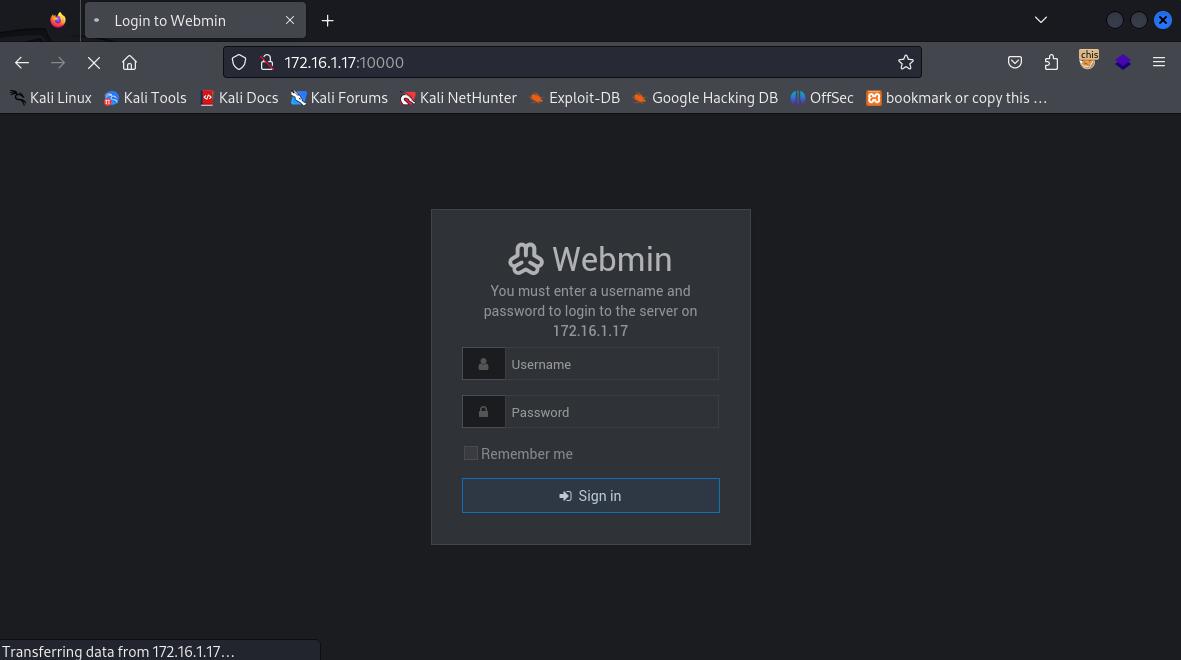 Login to Webmin
172.16.1.17:10000
chis
Kali Linux Kali Tools Kali Docs Kali Forums Kali NetHunter Exploit-DB Google Hacking DB OffSec bookmark or copy this ...
Webmin
You must enter a username and
password to login to the server on
172.16.1.17
Username
Password
Remember me
Sign in
Transferring data from 172.16.1.17...